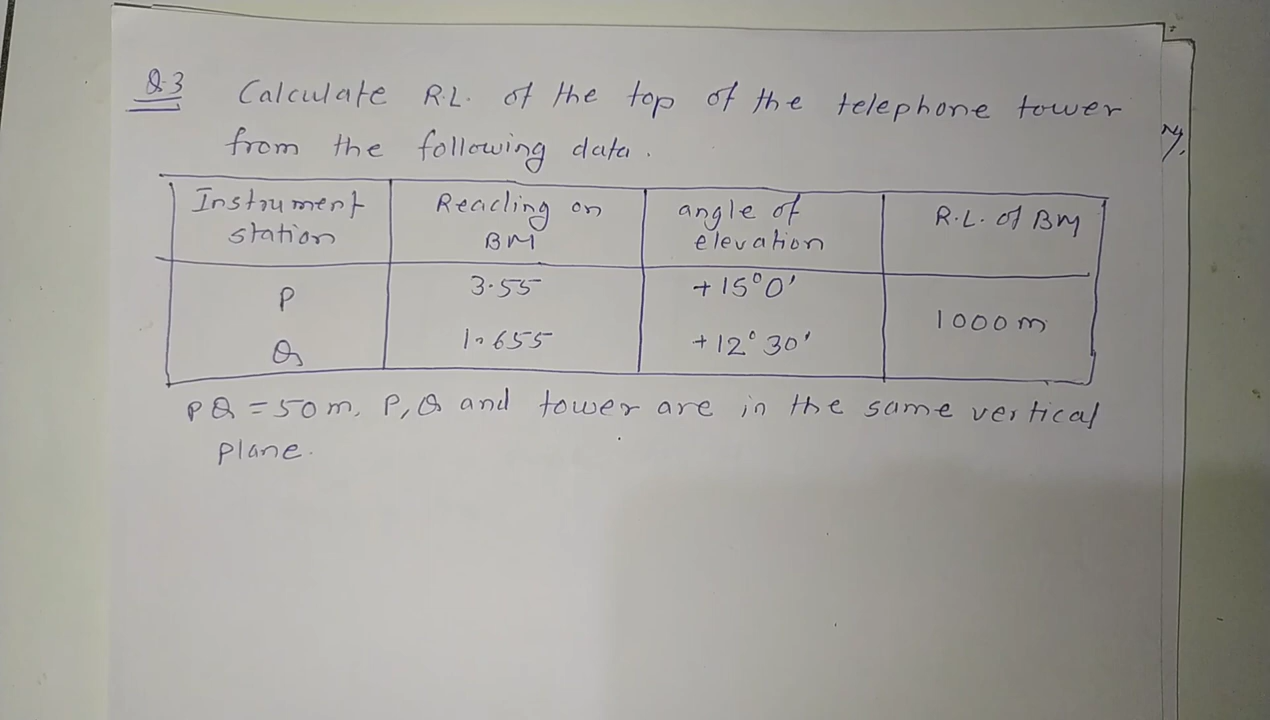 Q.3 Calculate R.L. of the top of the telephone tower
from the following data.
Instrument station | Reading on BM | angle of elevation | R.L. of BM
P | 3.55 | +15°0' | 1000m
Q | 1.655 | +12°30'
PQ = 50m, P, Q and tower are in the same vertical
plane.